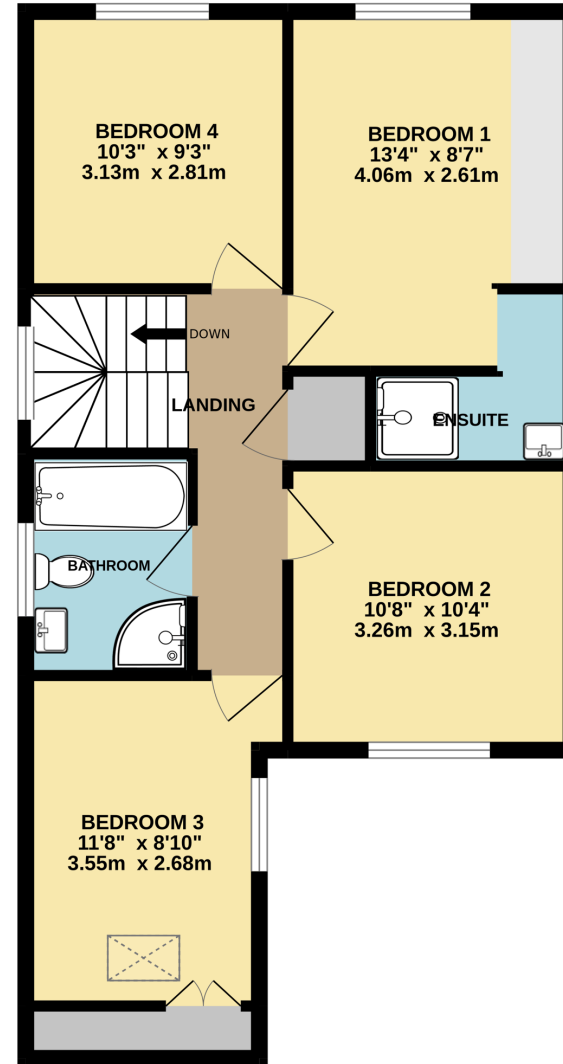 BEDROOM 4
10'3" x 9'3"
3.13m x 2.81m
BEDROOM 1
13'4" x 8'7"
4.06m x 2.61m
DOWN
LANDING
ENSUITE
BATHROOM
BEDROOM 2
10'8" x 10'4"
3.26m x 3.15m
BEDROOM 3
11'8" x 8'10"
3.55m x 2.68m